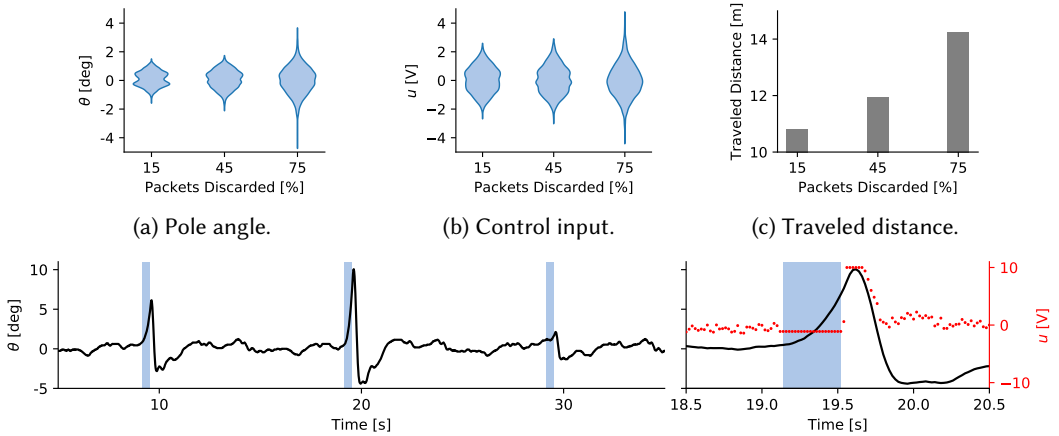 4
2
0
-2
-4
θ [deg]
15 45 75
Packets Discarded [%]
(a) Pole angle.
4
2
0
−2
−4
u [V]
15 45 75
Packets Discarded [%]
(b) Control input.
14
12
10
Traveled Distance [m]
15 45 75
Packets Discarded [%]
(c) Traveled distance.
10
5
0
-5
θ [deg]
10 20 30
Time [s]
18.5 19.0 19.5 20.0 20.5
Time [s]
10
0
−10
u [V]